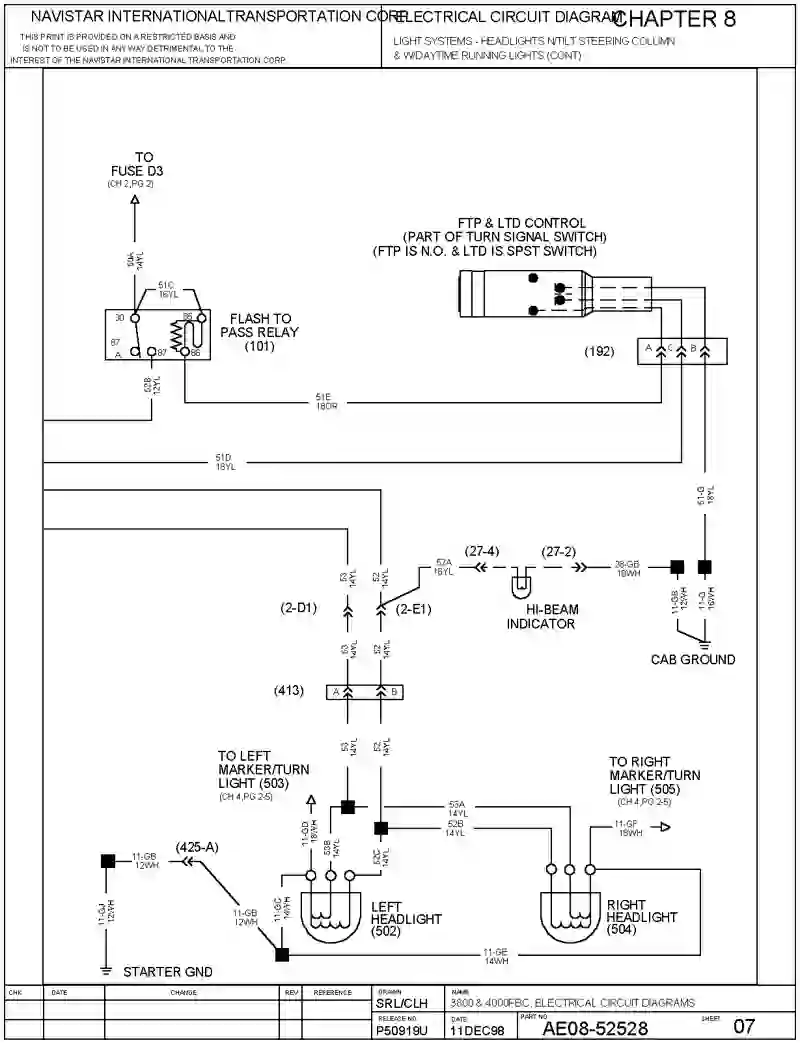 NAVISTAR INTERNATIONAL TRANSPORTATION CORP.
THIS PRINT IS PROVIDED ON A RESTRICTED BASIS AND
IS NOT TO BE USED IN ANY WAY DETRIMENTAL TO THE
INTEREST OF THE NAVISTAR INTERNATIONAL TRANSPORTATION CORP.
ELECTRICAL CIRCUIT DIAGRAM
CHAPTER 8
LIGHT SYSTEMS - HEADLIGHTS N/TILT STEERING COLUMN
& W/DAYTIME RUNNING LIGHTS (CONT)
TO
FUSE D3
(CH 2,PG 2)
50A
14YL
51C
16YL
30
85
87
A
87
86
FLASH TO
PASS RELAY
(101)
52B
12YL
FTP & LTD CONTROL
(PART OF TURN SIGNAL SWITCH)
(FTP IS N.O. & LTD IS SPST SWITCH)
(192)
A
C
B
51E
18OR
51D
18YL
51-G
18YL
53
14YL
52
14YL
52A
18YL
(27-4)
(27-2)
28-GB
18WH
HI-BEAM
INDICATOR
11-GB
12WH
11-G
16WH
CAB GROUND
(2-D1)
(2-E1)
53
14YL
52
14YL
(413)
A
B
53
14YL
52
14YL
TO LEFT
MARKER/TURN
LIGHT (503)
(CH 4,PG 2-5)
TO RIGHT
MARKER/TURN
LIGHT (505)
(CH 4,PG 2-5)
53A
14YL
52B
14YL
11-GF
18WH
11-GD
18WH
53B
14YL
52C
14YL
(425-A)
11-GB
12WH
11-GB
12WH
11-GC
14WH
11-GJ
12WH
STARTER GND
LEFT
HEADLIGHT
(502)
RIGHT
HEADLIGHT
(504)
11-GE
14WH
CHK
DATE
CHANGE
REV
REFERENCE
DRAWN
SRL/CLH
NAME
3800 & 4000FBC, ELECTRICAL CIRCUIT DIAGRAMS
RELEASE NO.
P50919U
DATE
11DEC98
PART NO.
AE08-52528
SHEET
07